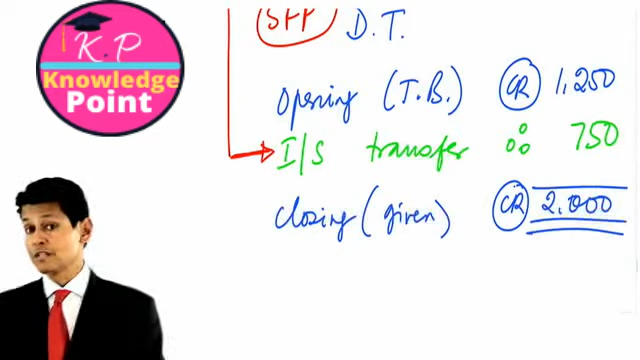 K.P
Knowledge
Point
SFP
D.T.
Opening (T.B.) CR 1,250
I/S transfer ∴ 750
Closing (given) CR 2,000